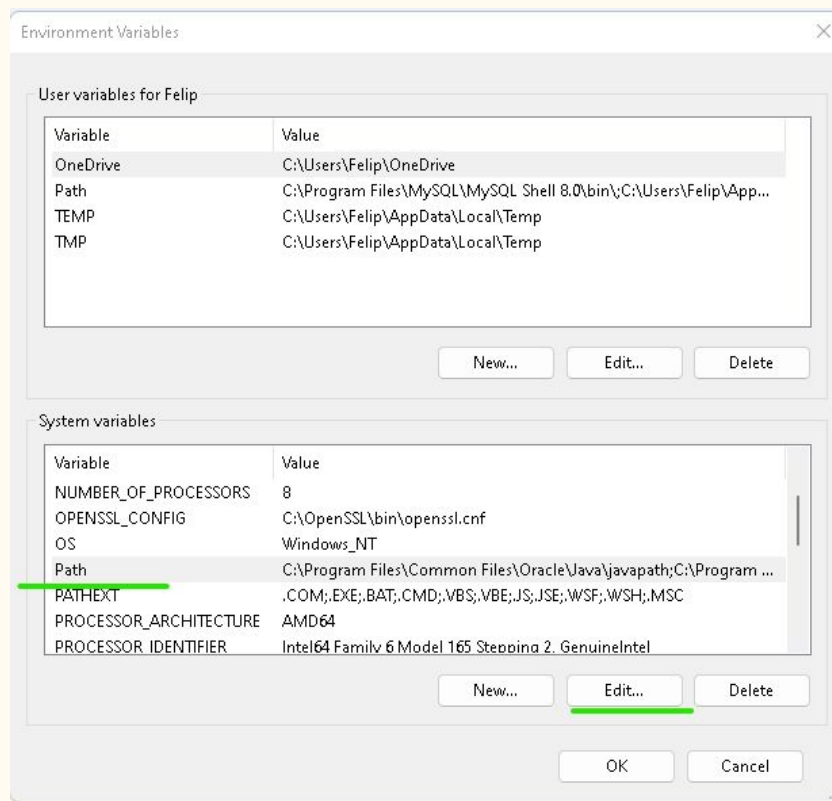 Environment Variables
User variables for Felip
Variable Value
OneDrive C:\Users\Felip\OneDrive
Path C:\Program Files\MySQL\MySQL Shell 8.0\bin\;C:\Users\Felip\App...
TEMP C:\Users\Felip\AppData\Local\Temp
TMP C:\Users\Felip\AppData\Local\Temp
New... Edit... Delete
System variables
Variable Value
NUMBER_OF_PROCESSORS 8
OPENSSL_CONFIG C:\OpenSSL\bin\openssl.cnf
OS Windows_NT
Path C:\Program Files\Common Files\Oracle\Java\javapath;C:\Program ...
PATHEXT .COM;.EXE;.BAT;.CMD;.VBS;.VBE;.JS;.JSE;.WSF;.WSH;.MSC
PROCESSOR_ARCHITECTURE AMD64
PROCESSOR_IDENTIFIER Intel64 Family 6 Model 165 Stepping 2, GenuineIntel
New... Edit... Delete
OK Cancel